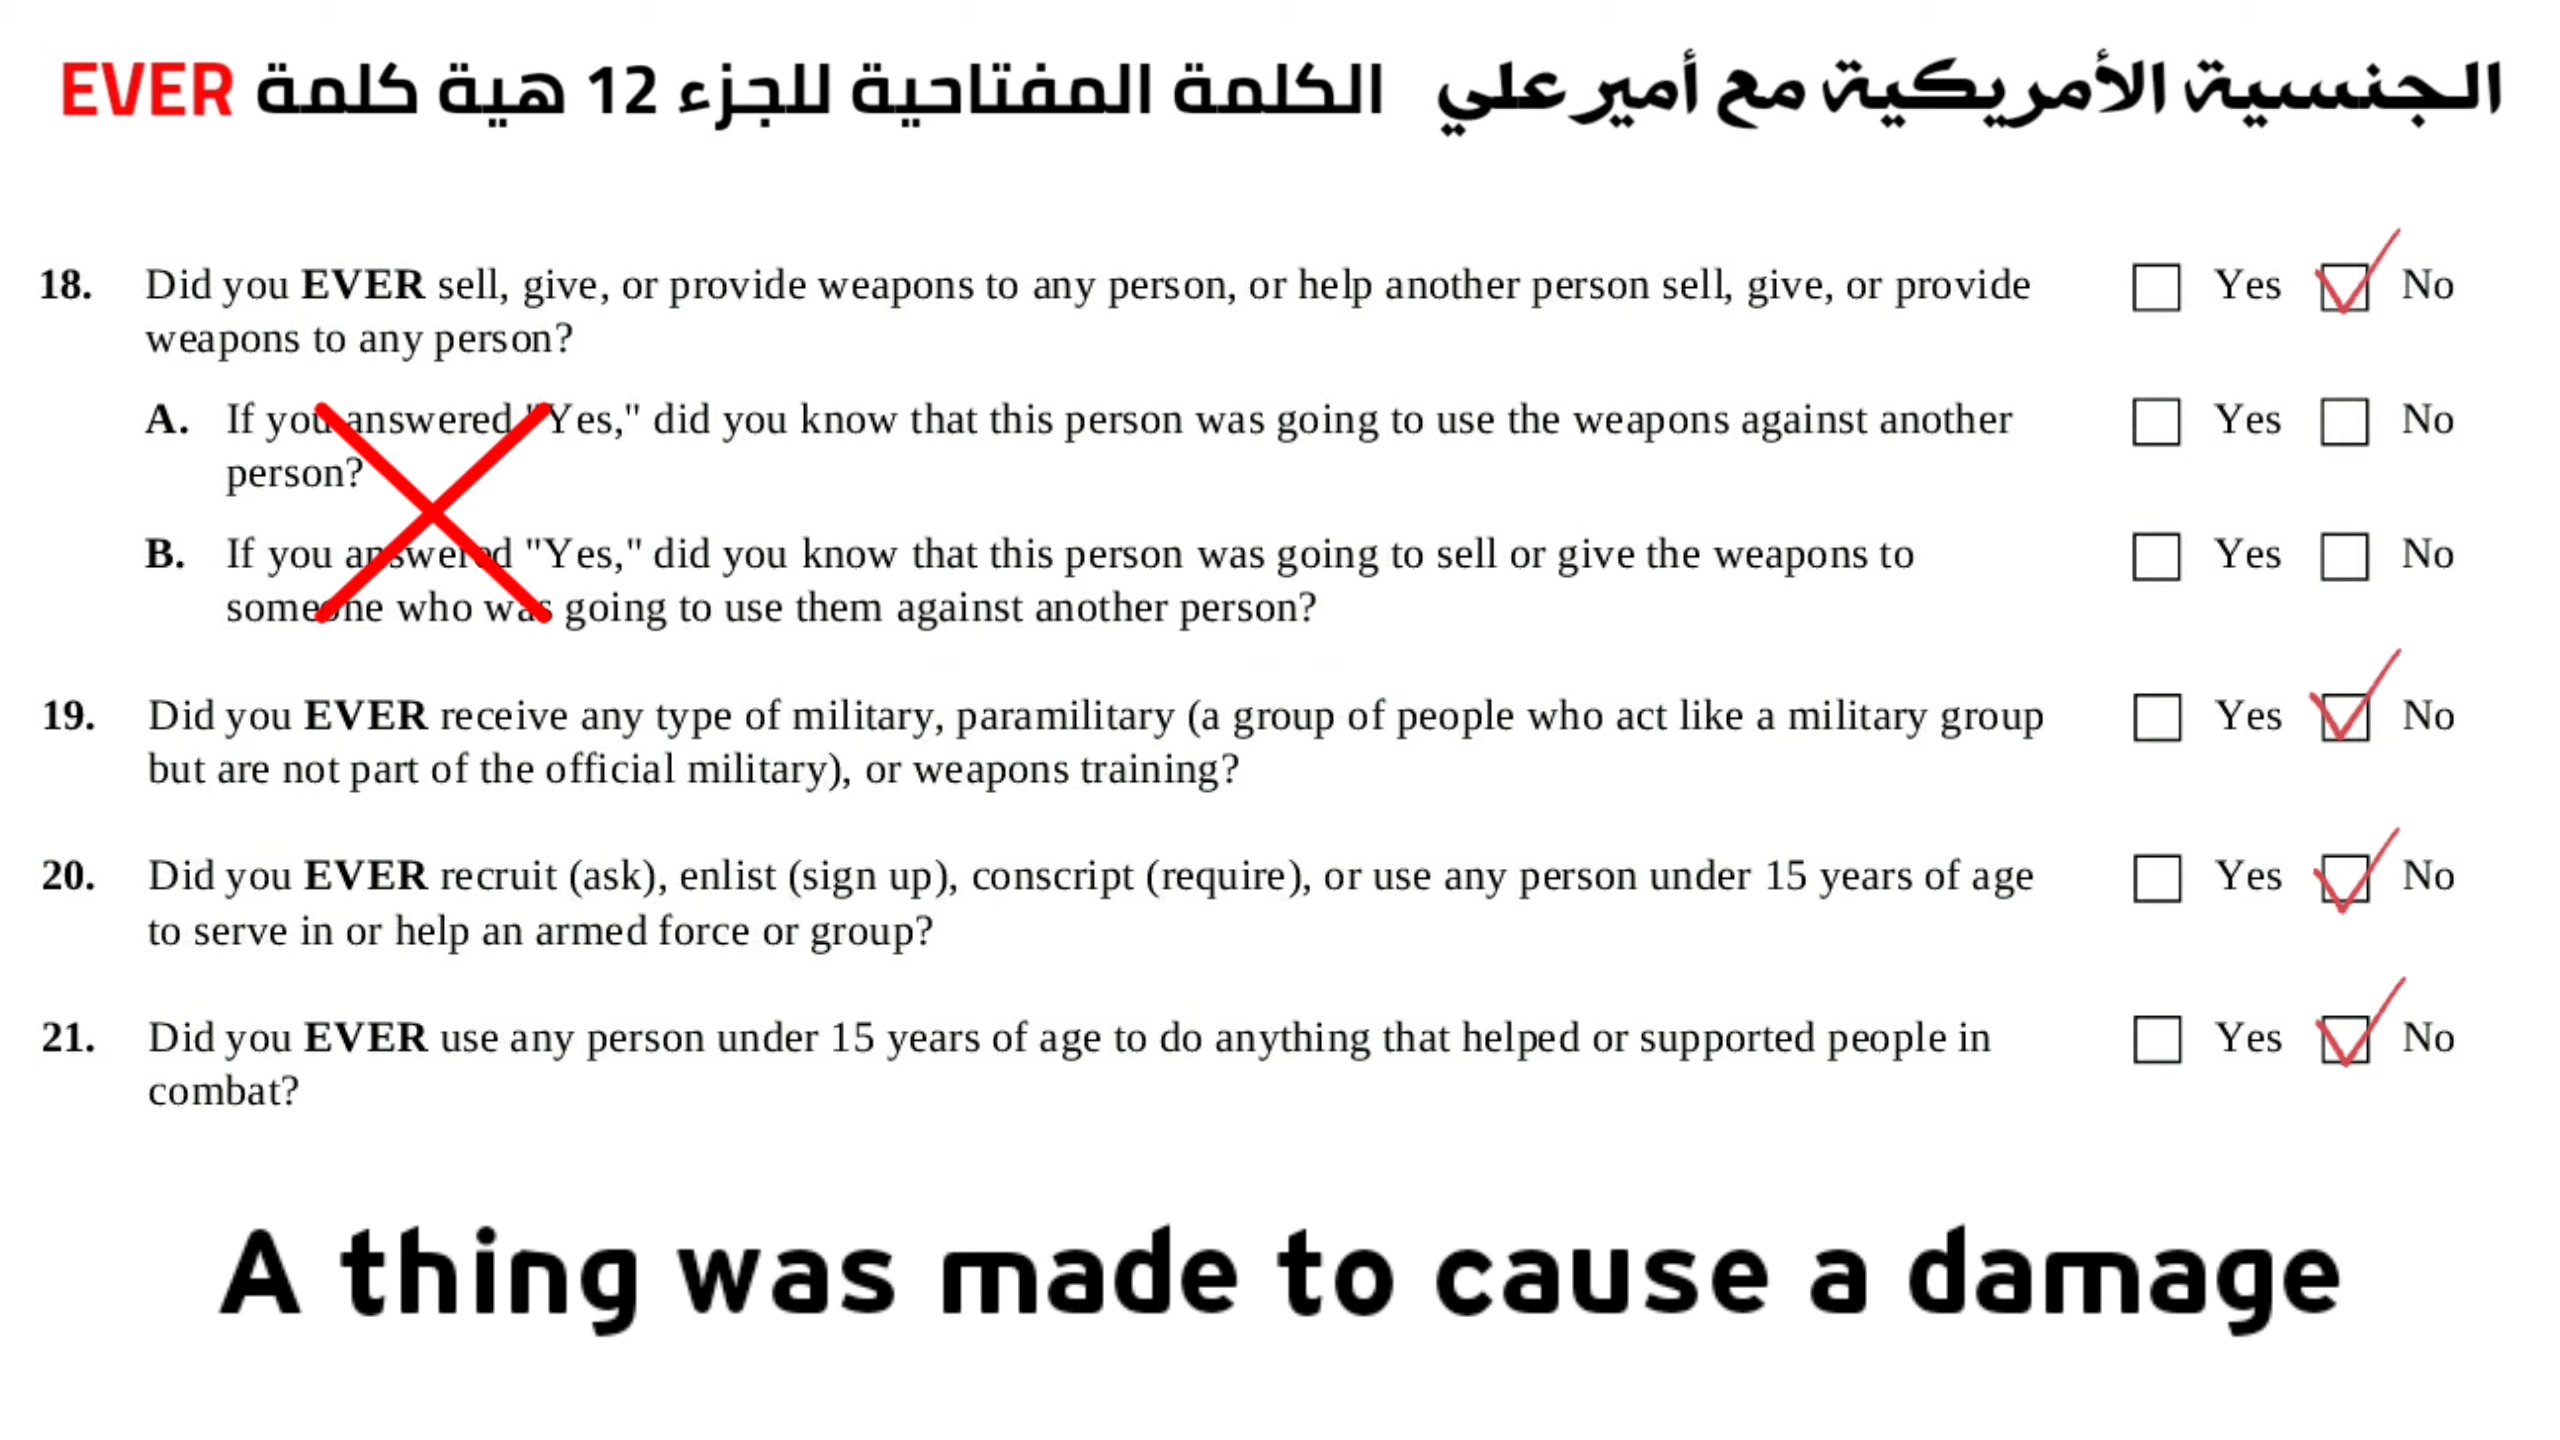 الجنسية الأمريكية مع أمير علي   الكلمة المفتاحية للجزء 12 هية كلمة EVER
18. Did you EVER sell, give, or provide weapons to any person, or help another person sell, give, or provide Yes No
weapons to any person?
A. If you answered "Yes," did you know that this person was going to use the weapons against another Yes No
person?
B. If you answered "Yes," did you know that this person was going to sell or give the weapons to Yes No
someone who was going to use them against another person?
19. Did you EVER receive any type of military, paramilitary (a group of people who act like a military group Yes No
but are not part of the official military), or weapons training?
20. Did you EVER recruit (ask), enlist (sign up), conscript (require), or use any person under 15 years of age Yes No
to serve in or help an armed force or group?
21. Did you EVER use any person under 15 years of age to do anything that helped or supported people in Yes No
combat?
A thing was made to cause a damage